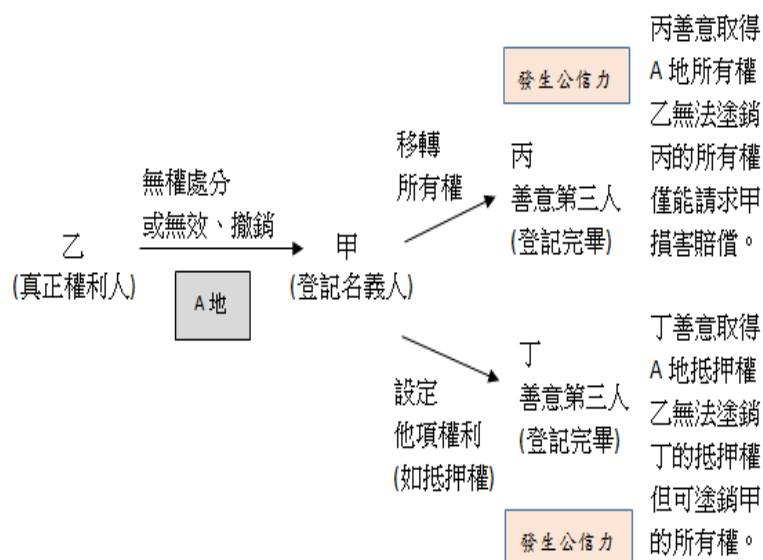 乙
(真正權利人)
無權處分
或無效、撤銷
A 地
甲
(登記名義人)
移轉
所有權
發生公信力
丙
善意第三人
(登記完畢)
丙善意取得
A 地所有權
乙無法塗銷
丙的所有權
僅能請求甲
損害賠償。
設定
他項權利
(如抵押權)
丁
善意第三人
(登記完畢)
發生公信力
丁善意取得
A 地抵押權
乙無法塗銷
丁的抵押權
但可塗銷甲
的所有權。